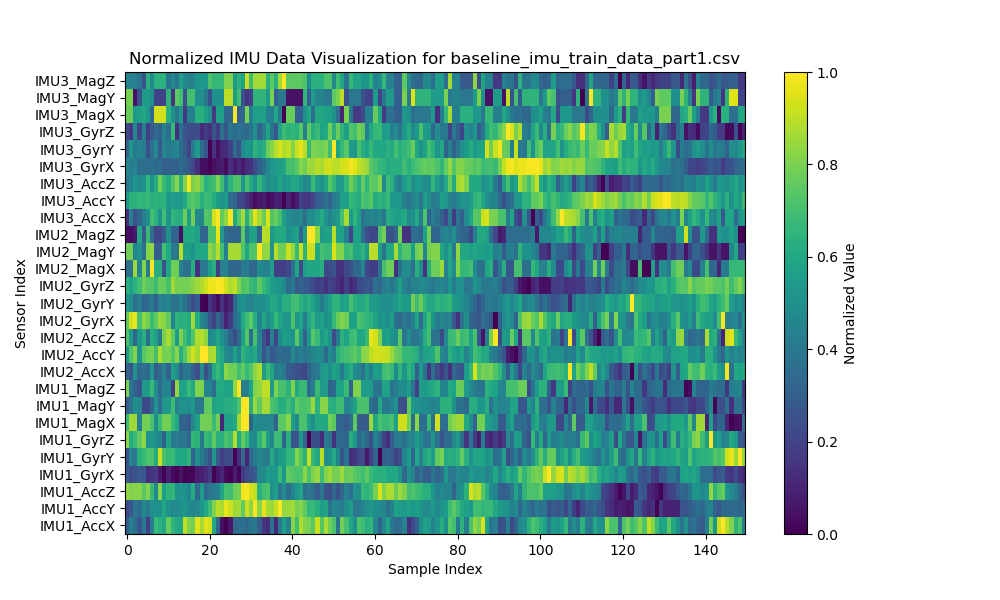 Normalized IMU Data Visualization for baseline_imu_train_data_part1.csv
IMU3_MagZ
IMU3_MagY
IMU3_MagX
IMU3_GyrZ
IMU3_GyrY
IMU3_GyrX
IMU3_AccZ
IMU3_AccY
IMU3_AccX
IMU2_MagZ
IMU2_MagY
IMU2_MagX
IMU2_GyrZ
IMU2_GyrY
IMU2_GyrX
IMU2_AccZ
IMU2_AccY
IMU2_AccX
IMU1_MagZ
IMU1_MagY
IMU1_MagX
IMU1_GyrZ
IMU1_GyrY
IMU1_GyrX
IMU1_AccZ
IMU1_AccY
IMU1_AccX
Sensor Index
0 20 40 60 80 100 120 140
Sample Index
1.0
0.8
0.6
0.4
0.2
0.0
Normalized Value